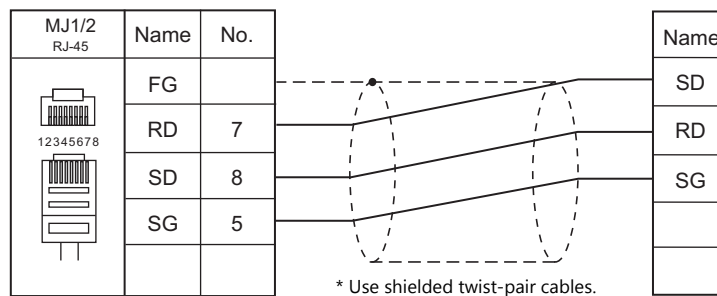 MJ1/2
RJ-45
Name
No.
Name
FG
SD
12345678
RD
7
RD
SD
8
SG
SG
5
* Use shielded twist-pair cables.